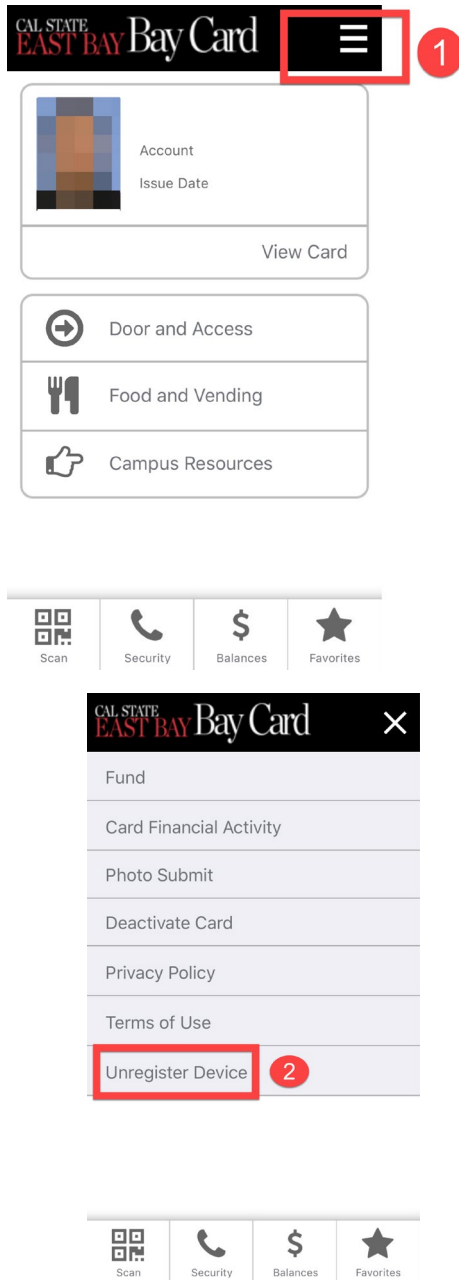 CAL STATE
EAST BAY Bay Card
1
Account
Issue Date
View Card
Door and Access
Food and Vending
Campus Resources
Scan Security Balances Favorites
CAL STATE
EAST BAY Bay Card
Fund
Card Financial Activity
Photo Submit
Deactivate Card
Privacy Policy
Terms of Use
Unregister Device 2
Scan Security Balances Favorites